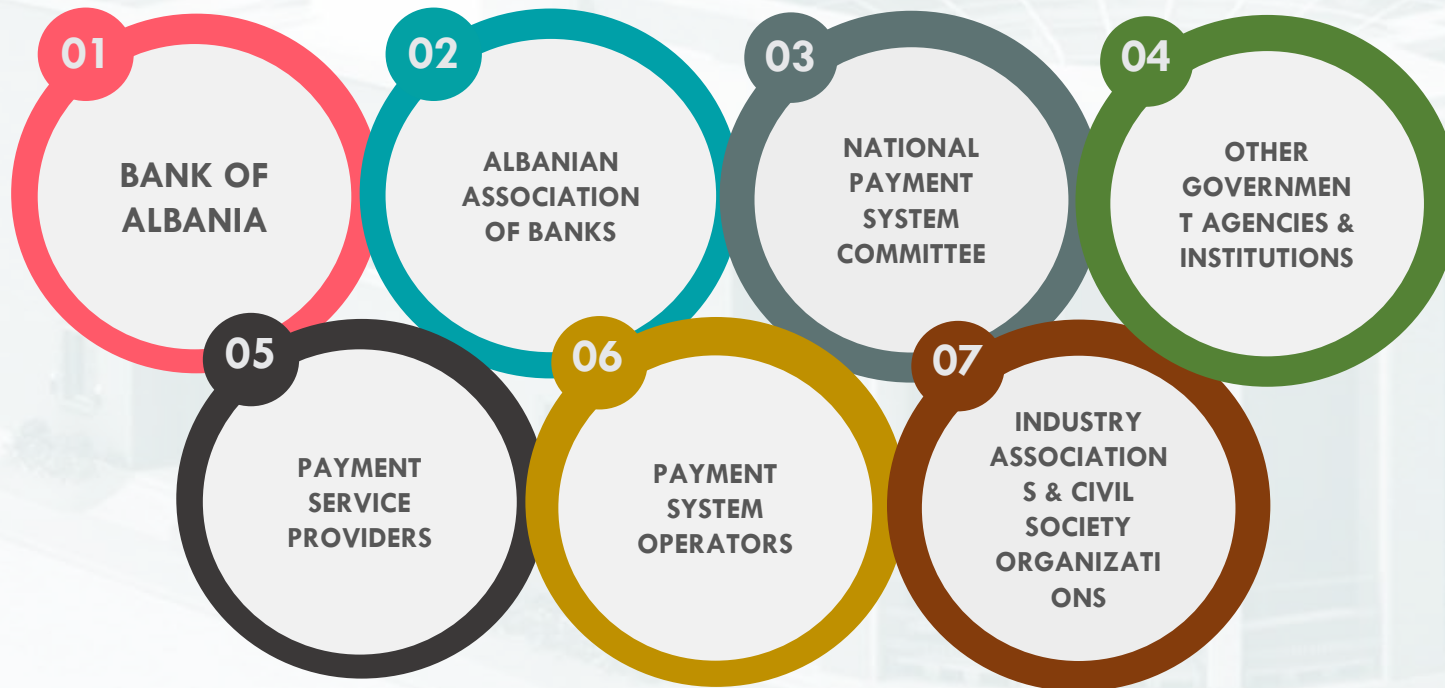 01
BANK OF
ALBANIA
02
ALBANIAN
ASSOCIATION
OF BANKS
03
NATIONAL
PAYMENT
SYSTEM
COMMITTEE
04
OTHER
GOVERNMEN
T AGENCIES &
INSTITUTIONS
05
PAYMENT
SERVICE
PROVIDERS
06
PAYMENT
SYSTEM
OPERATORS
07
INDUSTRY
ASSOCIATION
S & CIVIL
SOCIETY
ORGANIZATI
ONS